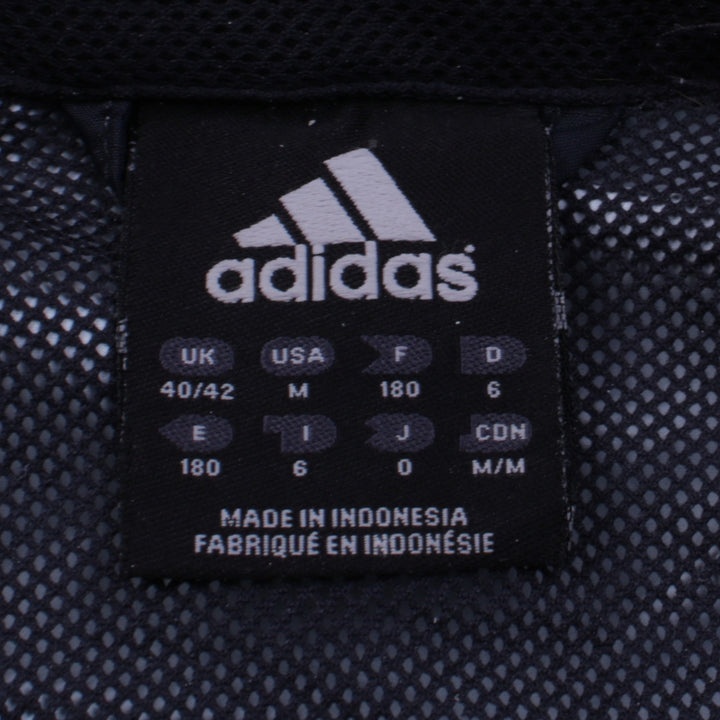 adidas
UK USA F D
40/42 M 180 6
E I J CDN
180 6 0 M/M
MADE IN INDONESIA
FABRIQUÉ EN INDONÉSIE